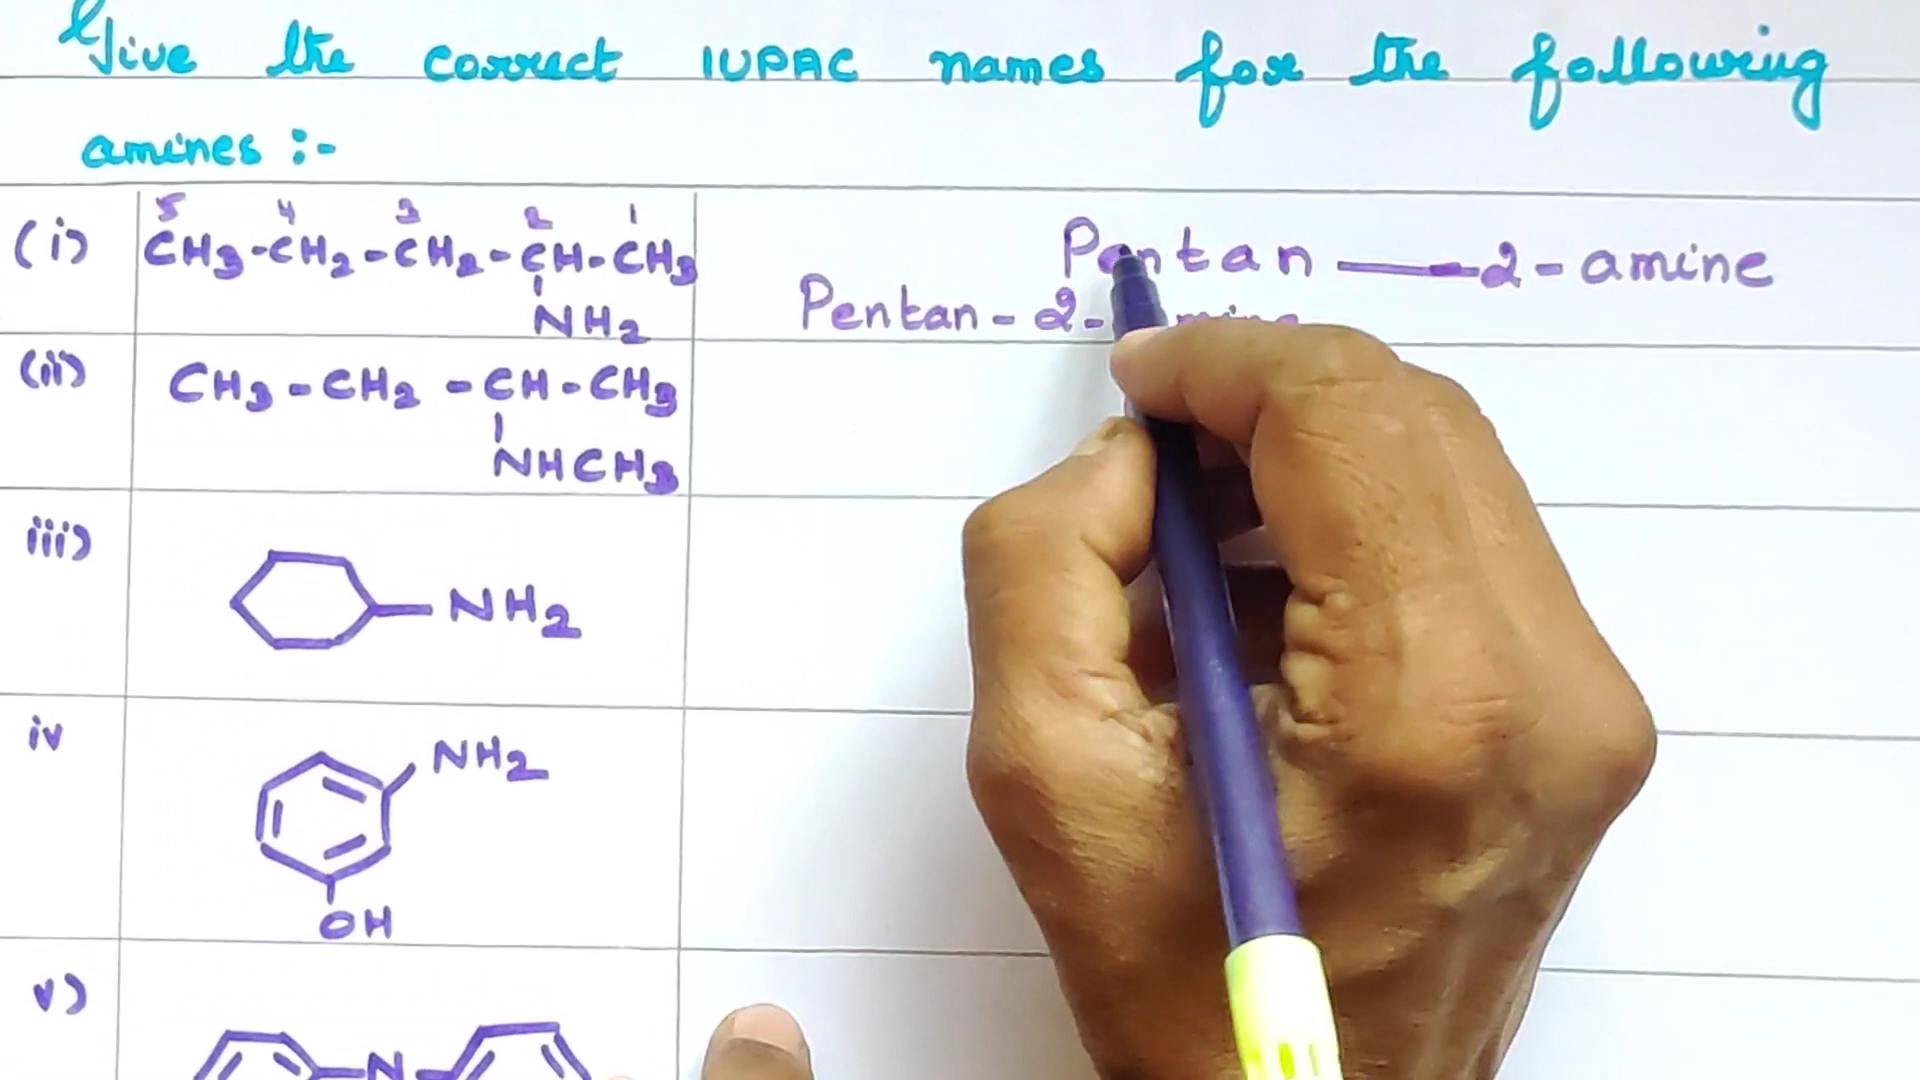 Give the correct IUPAC names for the following
amines :-
(i)
5 4 3 2 1
CH3-CH2-CH2-CH-CH3
NH2
Pentan — 2-amine
Pentan-2-
(ii)
CH3-CH2-CH-CH3
NHCH3
iii)
NH2
iv
NH2
OH
v)
N